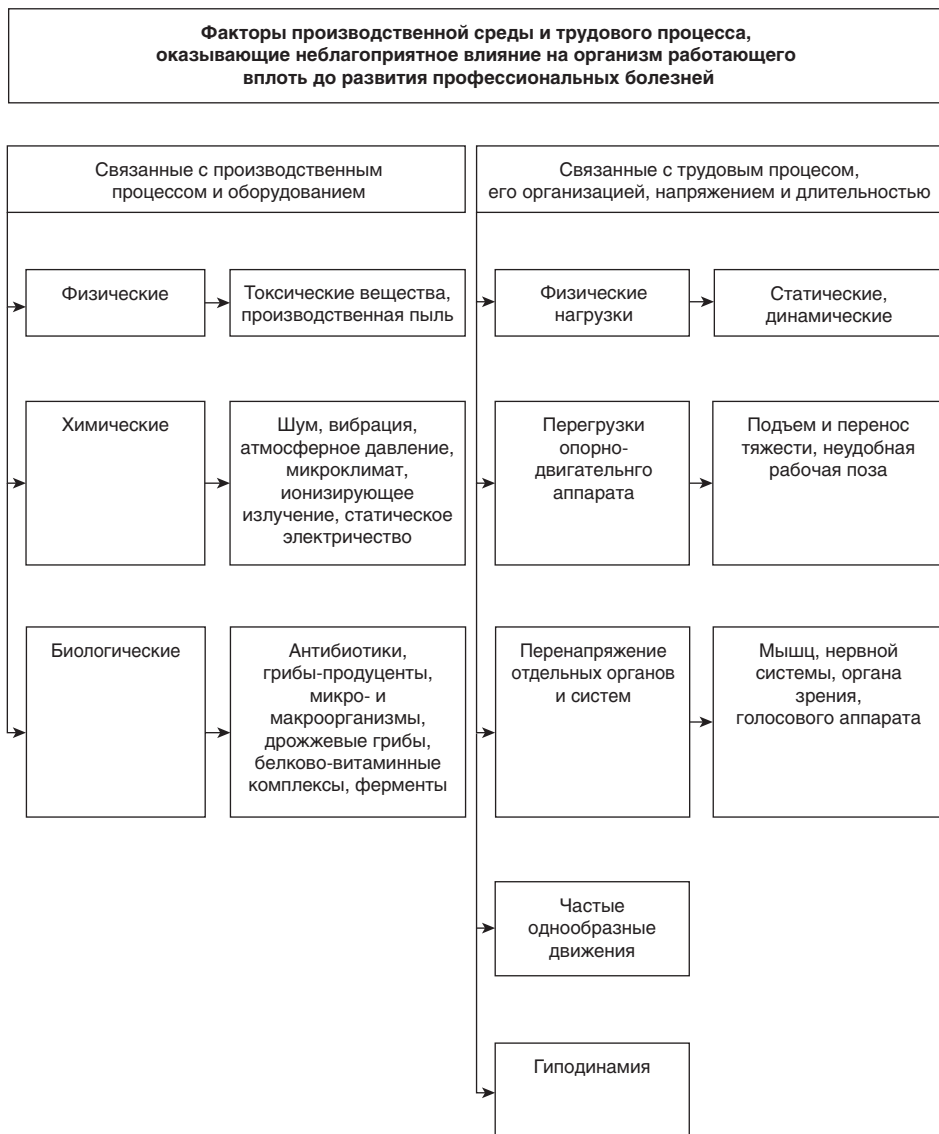 Факторы производственной среды и трудового процесса,
оказывающие неблагоприятное влияние на организм работающего
вплоть до развития профессиональных болезней
Связанные с производственным
процессом и оборудованием
Связанные с трудовым процесом,
его организацией, напряжением и длительностью
Физические
Токсические вещества,
производственная пыль
Физические
нагрузки
Статические,
динамические
Химические
Шум, вибрация,
атмосферное давление,
микроклимат,
ионизирующее
излучение, статическое
электричество
Перегрузки
опорно-
двигательнго
аппарата
Подъем и перенос
тяжести, неудобная
рабочая поза
Биологические
Антибиотики,
грибы-продуценты,
микро- и
макроорганизмы,
дрожжевые грибы,
белково-витаминные
комплексы, ферменты
Перенапряжение
отдельных органов
и систем
Мышц, нервной
системы, органа
зрения,
голосового аппарата
Частые
однообразные
движения
Гиподинамия